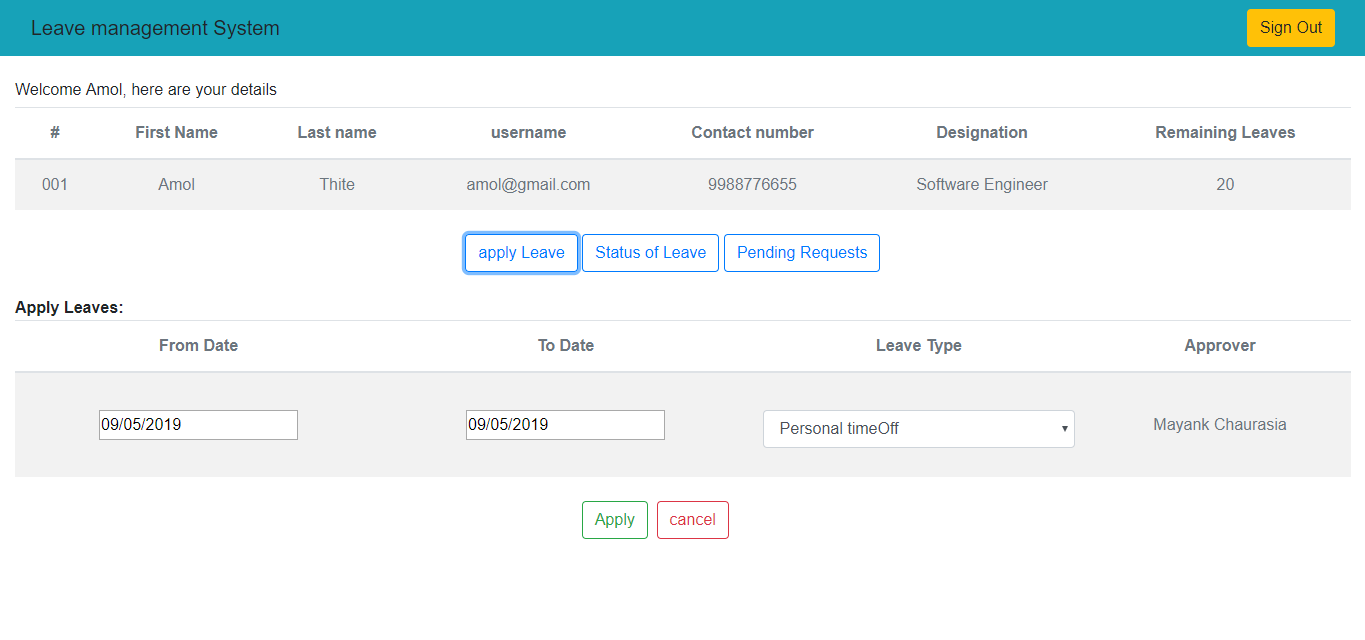 Leave management System Sign Out
Welcome Amol, here are your details
# First Name Last name username Contact number Designation Remaining Leaves
001 Amol Thite amol@gmail.com 9988776655 Software Engineer 20
apply Leave Status of Leave Pending Requests
Apply Leaves:
From Date To Date Leave Type Approver
09/05/2019 09/05/2019 Personal timeOff Mayank Chaurasia
Apply cancel